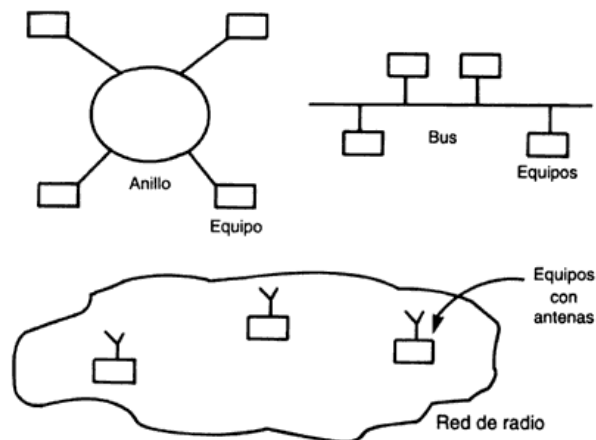 Anillo
Equipo
Bus
Equipos
Equipos
con
antenas
Red de radio